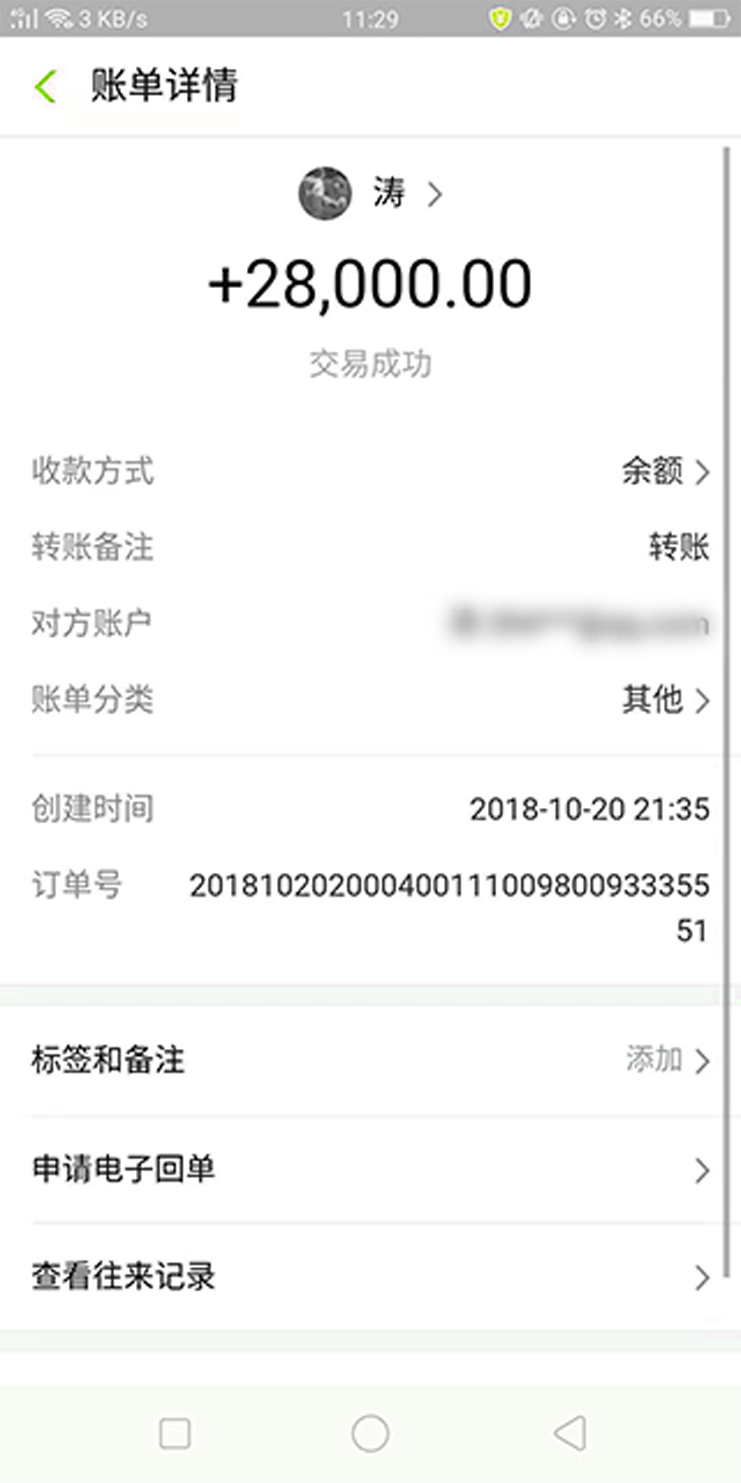 3 KB/s 11:29 66%
账单详情
涛
+28,000.00
交易成功
收款方式 余额
转账备注 转账
对方账户
账单分类 其他
创建时间 2018-10-20 21:35
订单号 201810202000400111009800933355
51
标签和备注 添加
申请电子回单
查看往来记录